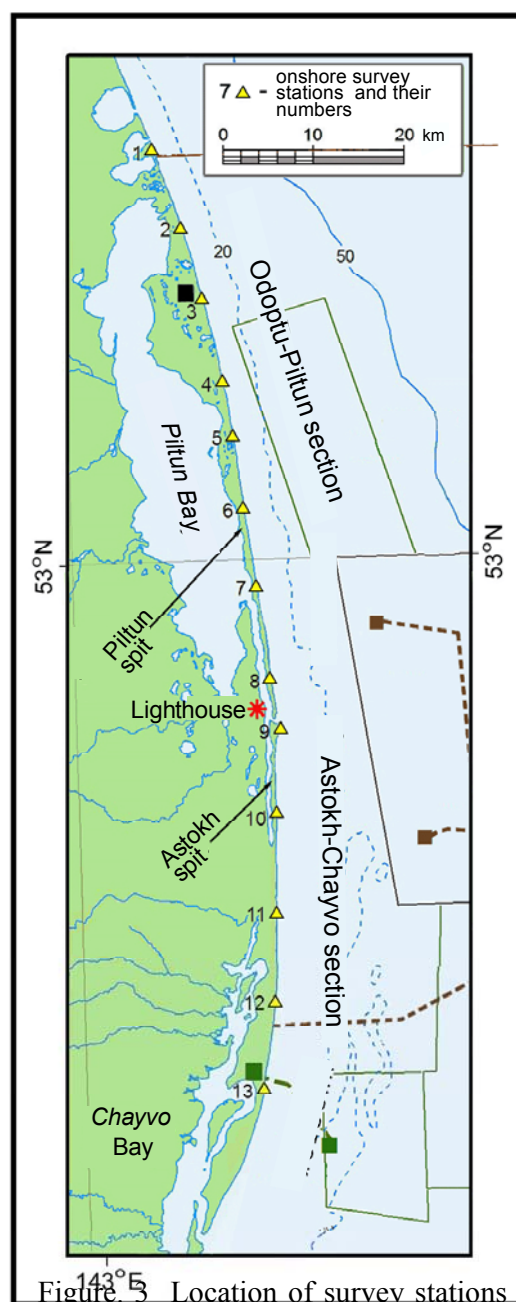 7 - onshore survey
stations and their
numbers
0 10 20 km
1
2
20
50
3
Odoptu-Piltun section
4
5
Piltun Bay
6
53°N
53°N
7
Piltun
spit
8
Lighthouse
9
Astokh-Chayvo section
10
Astokh
spit
11
12
13
Chayvo
Bay
143°E
Figure. 3 Location of survey stations